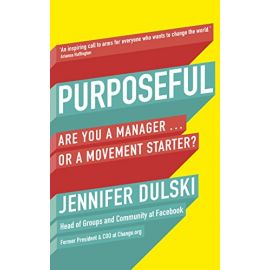 'An inspiring call to arms for everyone who wants to change the world.'
Arianna Huffington
PURPOSEFUL
ARE YOU A MANAGER ...
OR A MOVEMENT STARTER?
JENNIFER DULSKI
Head of Groups and Community at Facebook
Former President & COO at Change.org